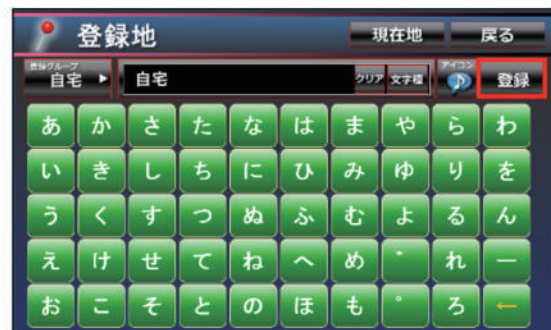 登録地 現在地 戻る
登録グループ アイコン
自宅 ▶ 自宅 クリア 文字種 登録
あ か さ た な は ま や ら わ
い き し ち に ひ み ゆ り を
う く す つ ぬ ふ む よ る ん
え け せ て ね へ め ゛ れ ー
お こ そ と の ほ も ゜ ろ ←